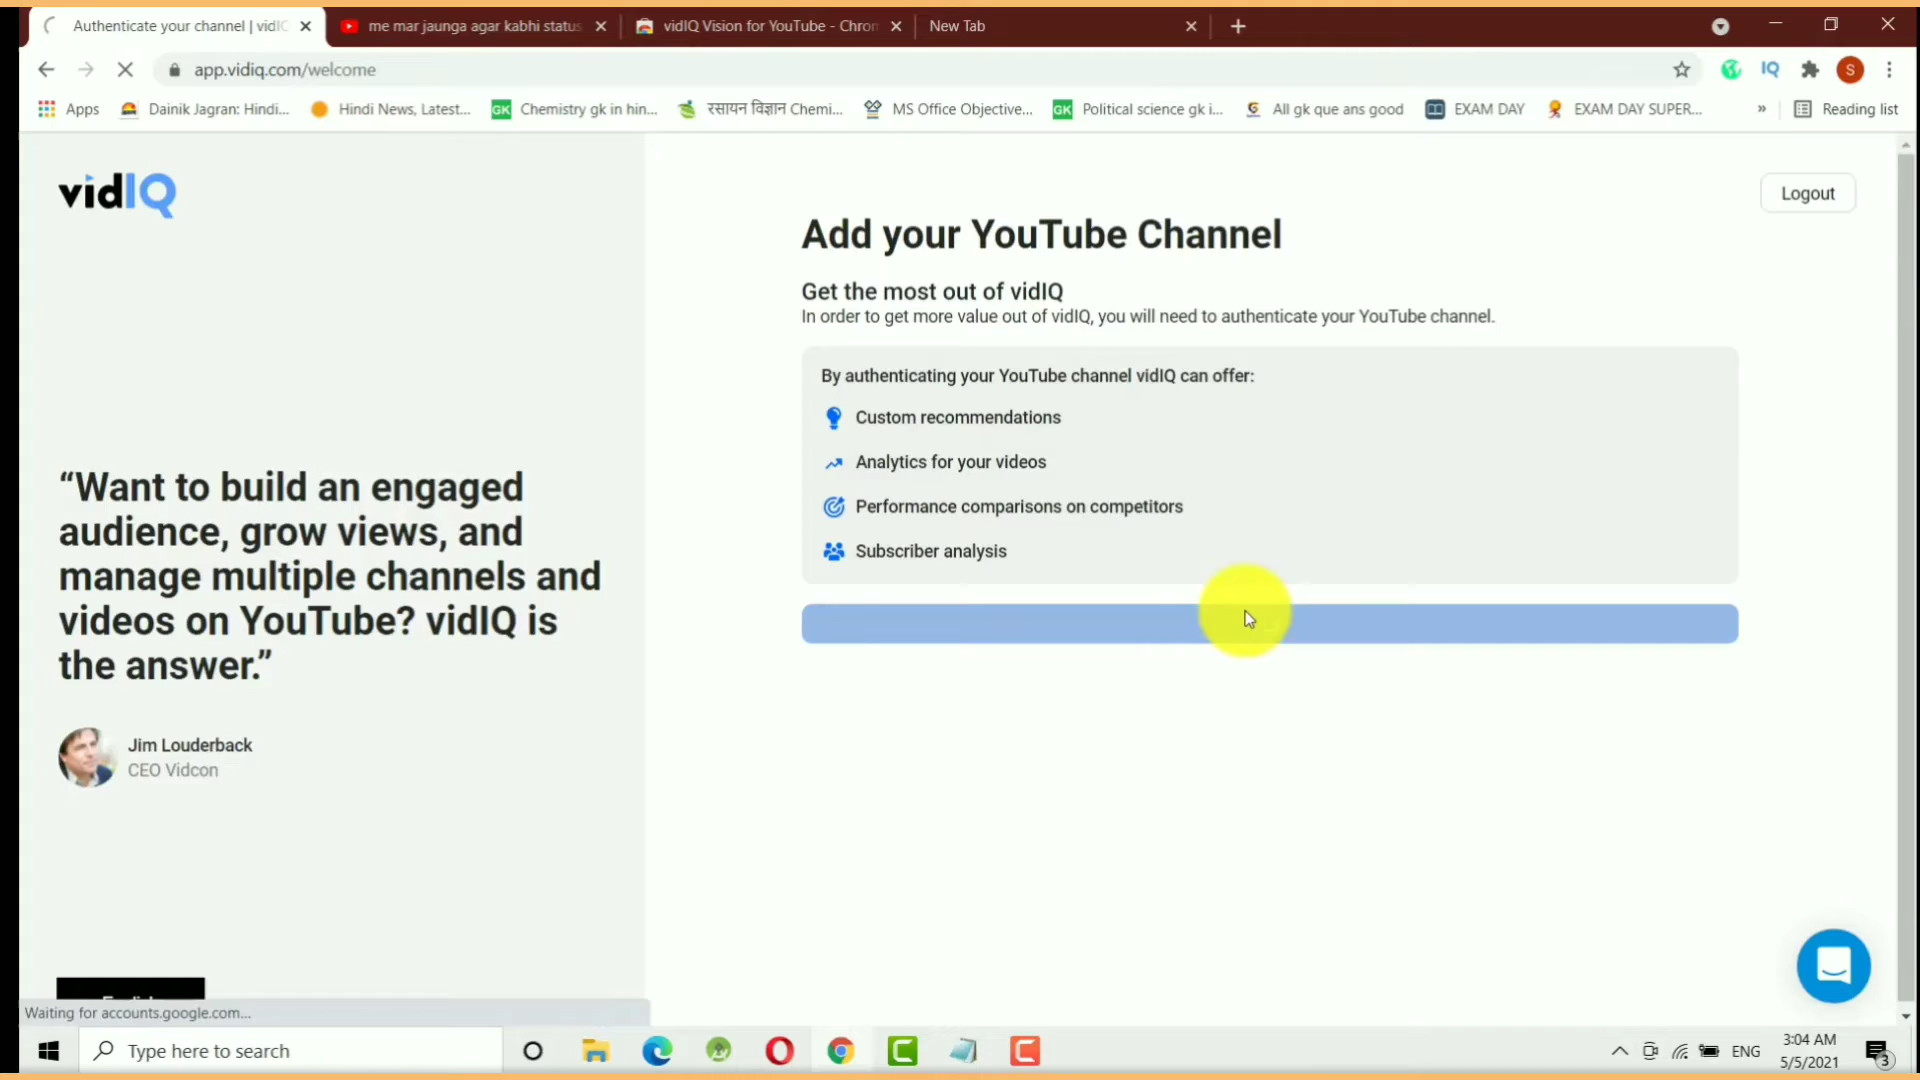 Authenticate your channel | vidIC
me mar jaunga agar kabhi status
vidIQ Vision for YouTube - Chron
New Tab
app.vidiq.com/welcome
IQ
S
Apps
Dainik Jagran: Hindi...
Hindi News, Latest...
GK
Chemistry gk in hin...
रसायन विज्ञान Chemi...
MS Office Objective...
GK
Political science gk i...
All gk que ans good
EXAM DAY
EXAM DAY SUPER...
»
Reading list
vidIQ
Logout
Add your YouTube Channel
Get the most out of vidIQ
In order to get more value out of vidIQ, you will need to authenticate your YouTube channel.
By authenticating your YouTube channel vidIQ can offer:
Custom recommendations
Analytics for your videos
Performance comparisons on competitors
Subscriber analysis
“Want to build an engaged
audience, grow views, and
manage multiple channels and
videos on YouTube? vidIQ is
the answer.”
Jim Louderback
CEO Vidcon
Waiting for accounts.google.com...
Type here to search
ENG
3:04 AM
5/5/2021
3